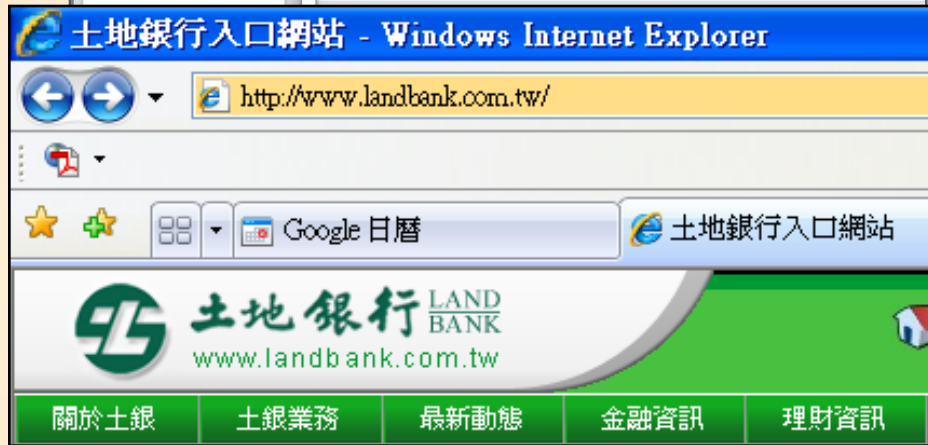 土地銀行入口網站 - Windows Internet Explorer
http://www.landbank.com.tw/
Google 日曆 土地銀行入口網站
土地銀行 LAND BANK
www.landbank.com.tw
關於土銀 土銀業務 最新動態 金融資訊 理財資訊